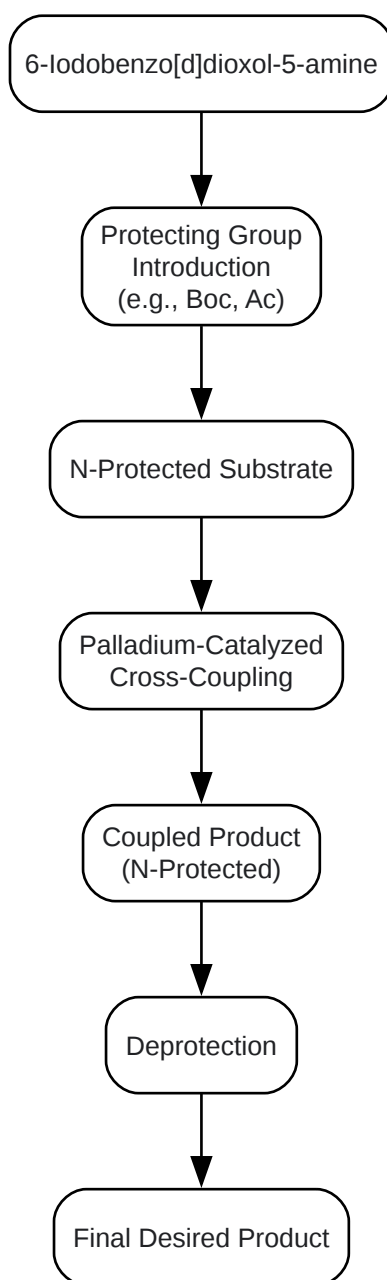 6-Iodobenzo[d]dioxol-5-amine
Protecting Group
Introduction
(e.g., Boc, Ac)
N-Protected Substrate
Palladium-Catalyzed
Cross-Coupling
Coupled Product
(N-Protected)
Deprotection
Final Desired Product